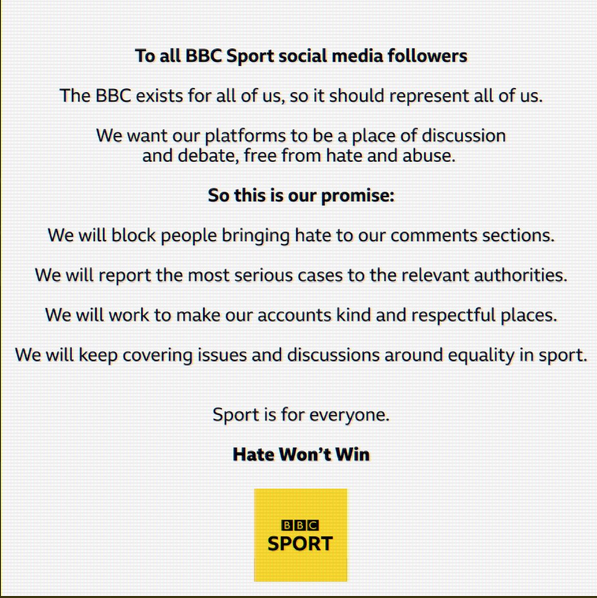 To all BBC Sport social media followers
The BBC exists for all of us, so it should represent all of us.
We want our platforms to be a place of discussion
and debate, free from hate and abuse.
So this is our promise:
We will block people bringing hate to our comments sections.
We will report the most serious cases to the relevant authorities.
We will work to make our accounts kind and respectful places.
We will keep covering issues and discussions around equality in sport.
Sport is for everyone.
Hate Won't Win
BBC
SPORT